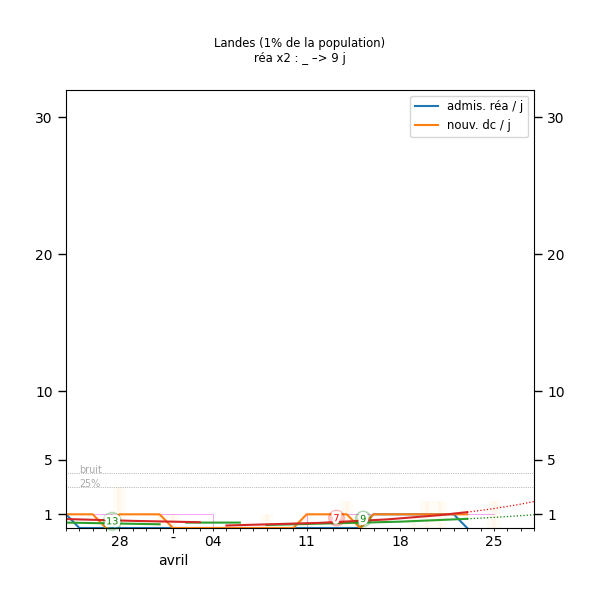 Landes (1% de la population)
réa x2 : _ –> 9 j
admis. réa / j
nouv. dc / j
30 30
20 20
10 10
5 5
bruit
25%
1 1
13 7 9
28 - 04 11 18 25
avril